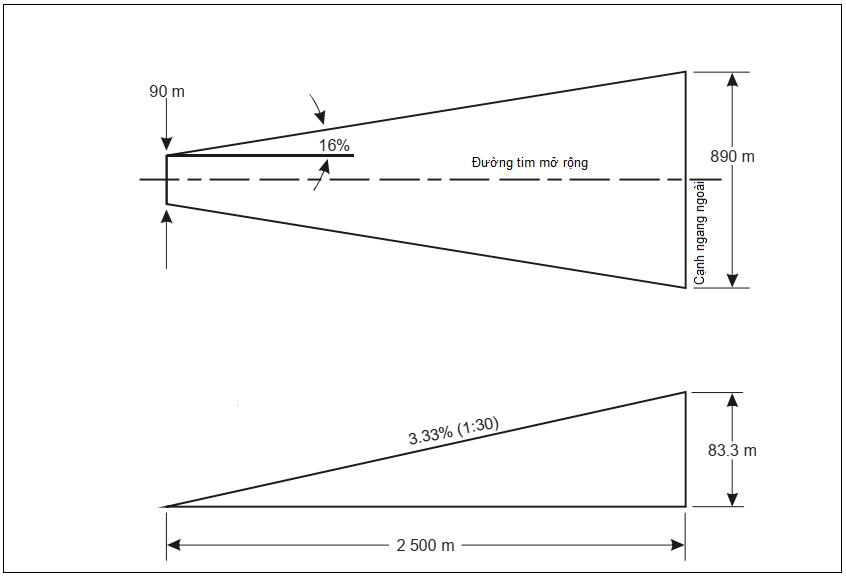 90 m
16%
Đường tim mở rộng
890 m
Cạnh ngang ngoài
3.33% (1:30)
83.3 m
2 500 m